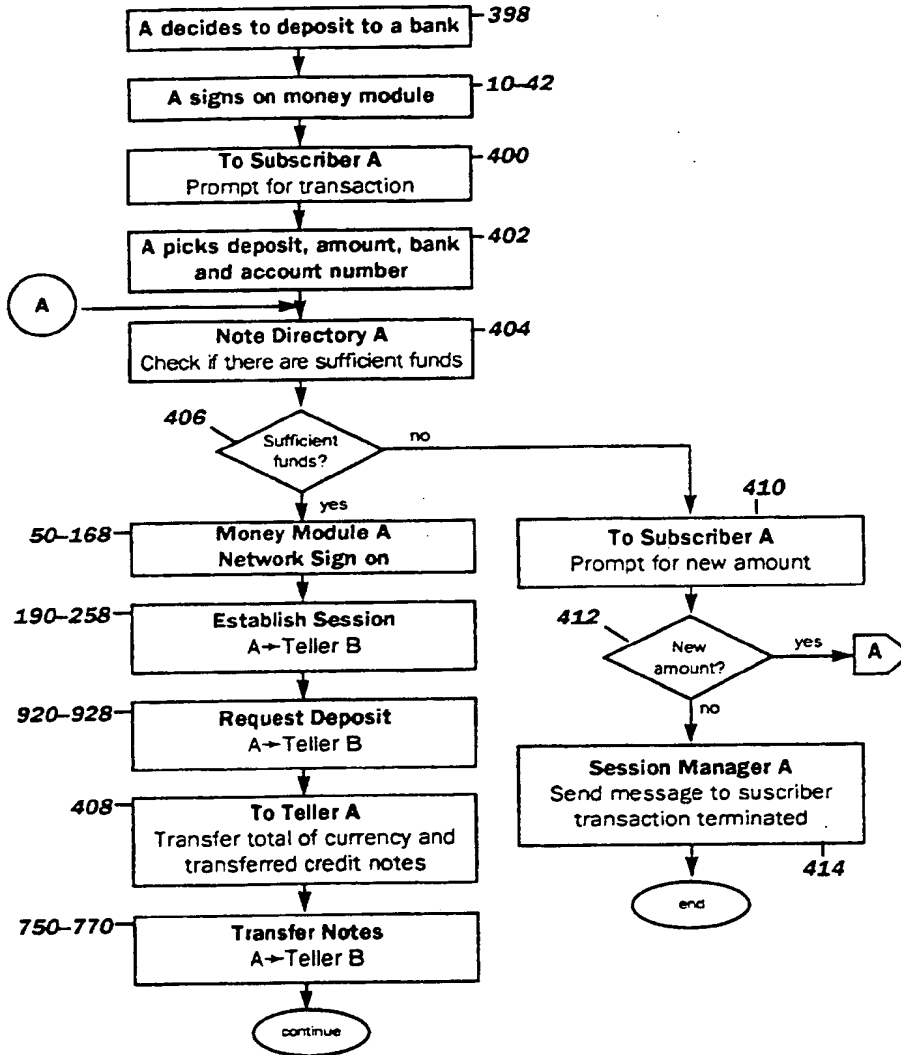 398
A decides to deposit to a bank
10–42
A signs on money module
400
To Subscriber A
Prompt for transaction
402
A picks deposit, amount, bank
and account number
A
404
Note Directory A
Check if there are sufficient funds
406
Sufficient
funds?
no
yes
410
To Subscriber A
Prompt for new amount
50–168
Money Module A
Network Sign on
190–258
Establish Session
A→Teller B
412
New
amount?
yes
A
no
920–928
Request Deposit
A→Teller B
Session Manager A
Send message to suscriber
transaction terminated
414
408
To Teller A
Transfer total of currency and
transferred credit notes
end
750–770
Transfer Notes
A→Teller B
continue